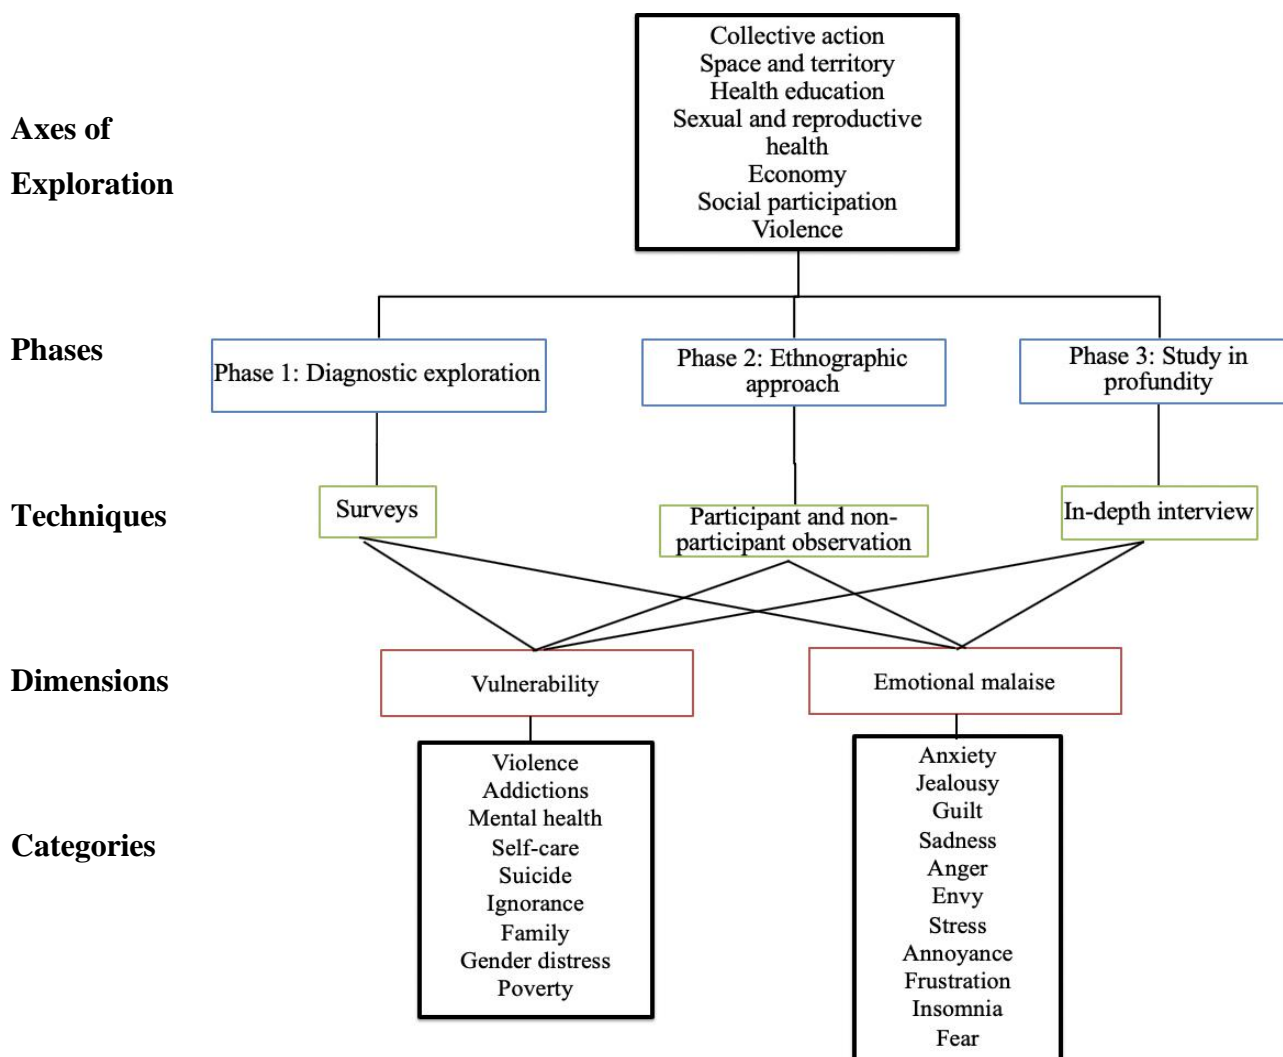 Collective action
Space and territory
Health education
Sexual and reproductive
health
Economy
Social participation
Violence
Axes of
Exploration
Phases
Phase 1: Diagnostic exploration
Phase 2: Ethnographic
approach
Phase 3: Study in
profundity
Techniques
Surveys
Participant and non-
participant observation
In-depth interview
Dimensions
Vulnerability
Emotional malaise
Categories
Violence
Addictions
Mental health
Self-care
Suicide
Ignorance
Family
Gender distress
Poverty
Anxiety
Jealousy
Guilt
Sadness
Anger
Envy
Stress
Annoyance
Frustration
Insomnia
Fear